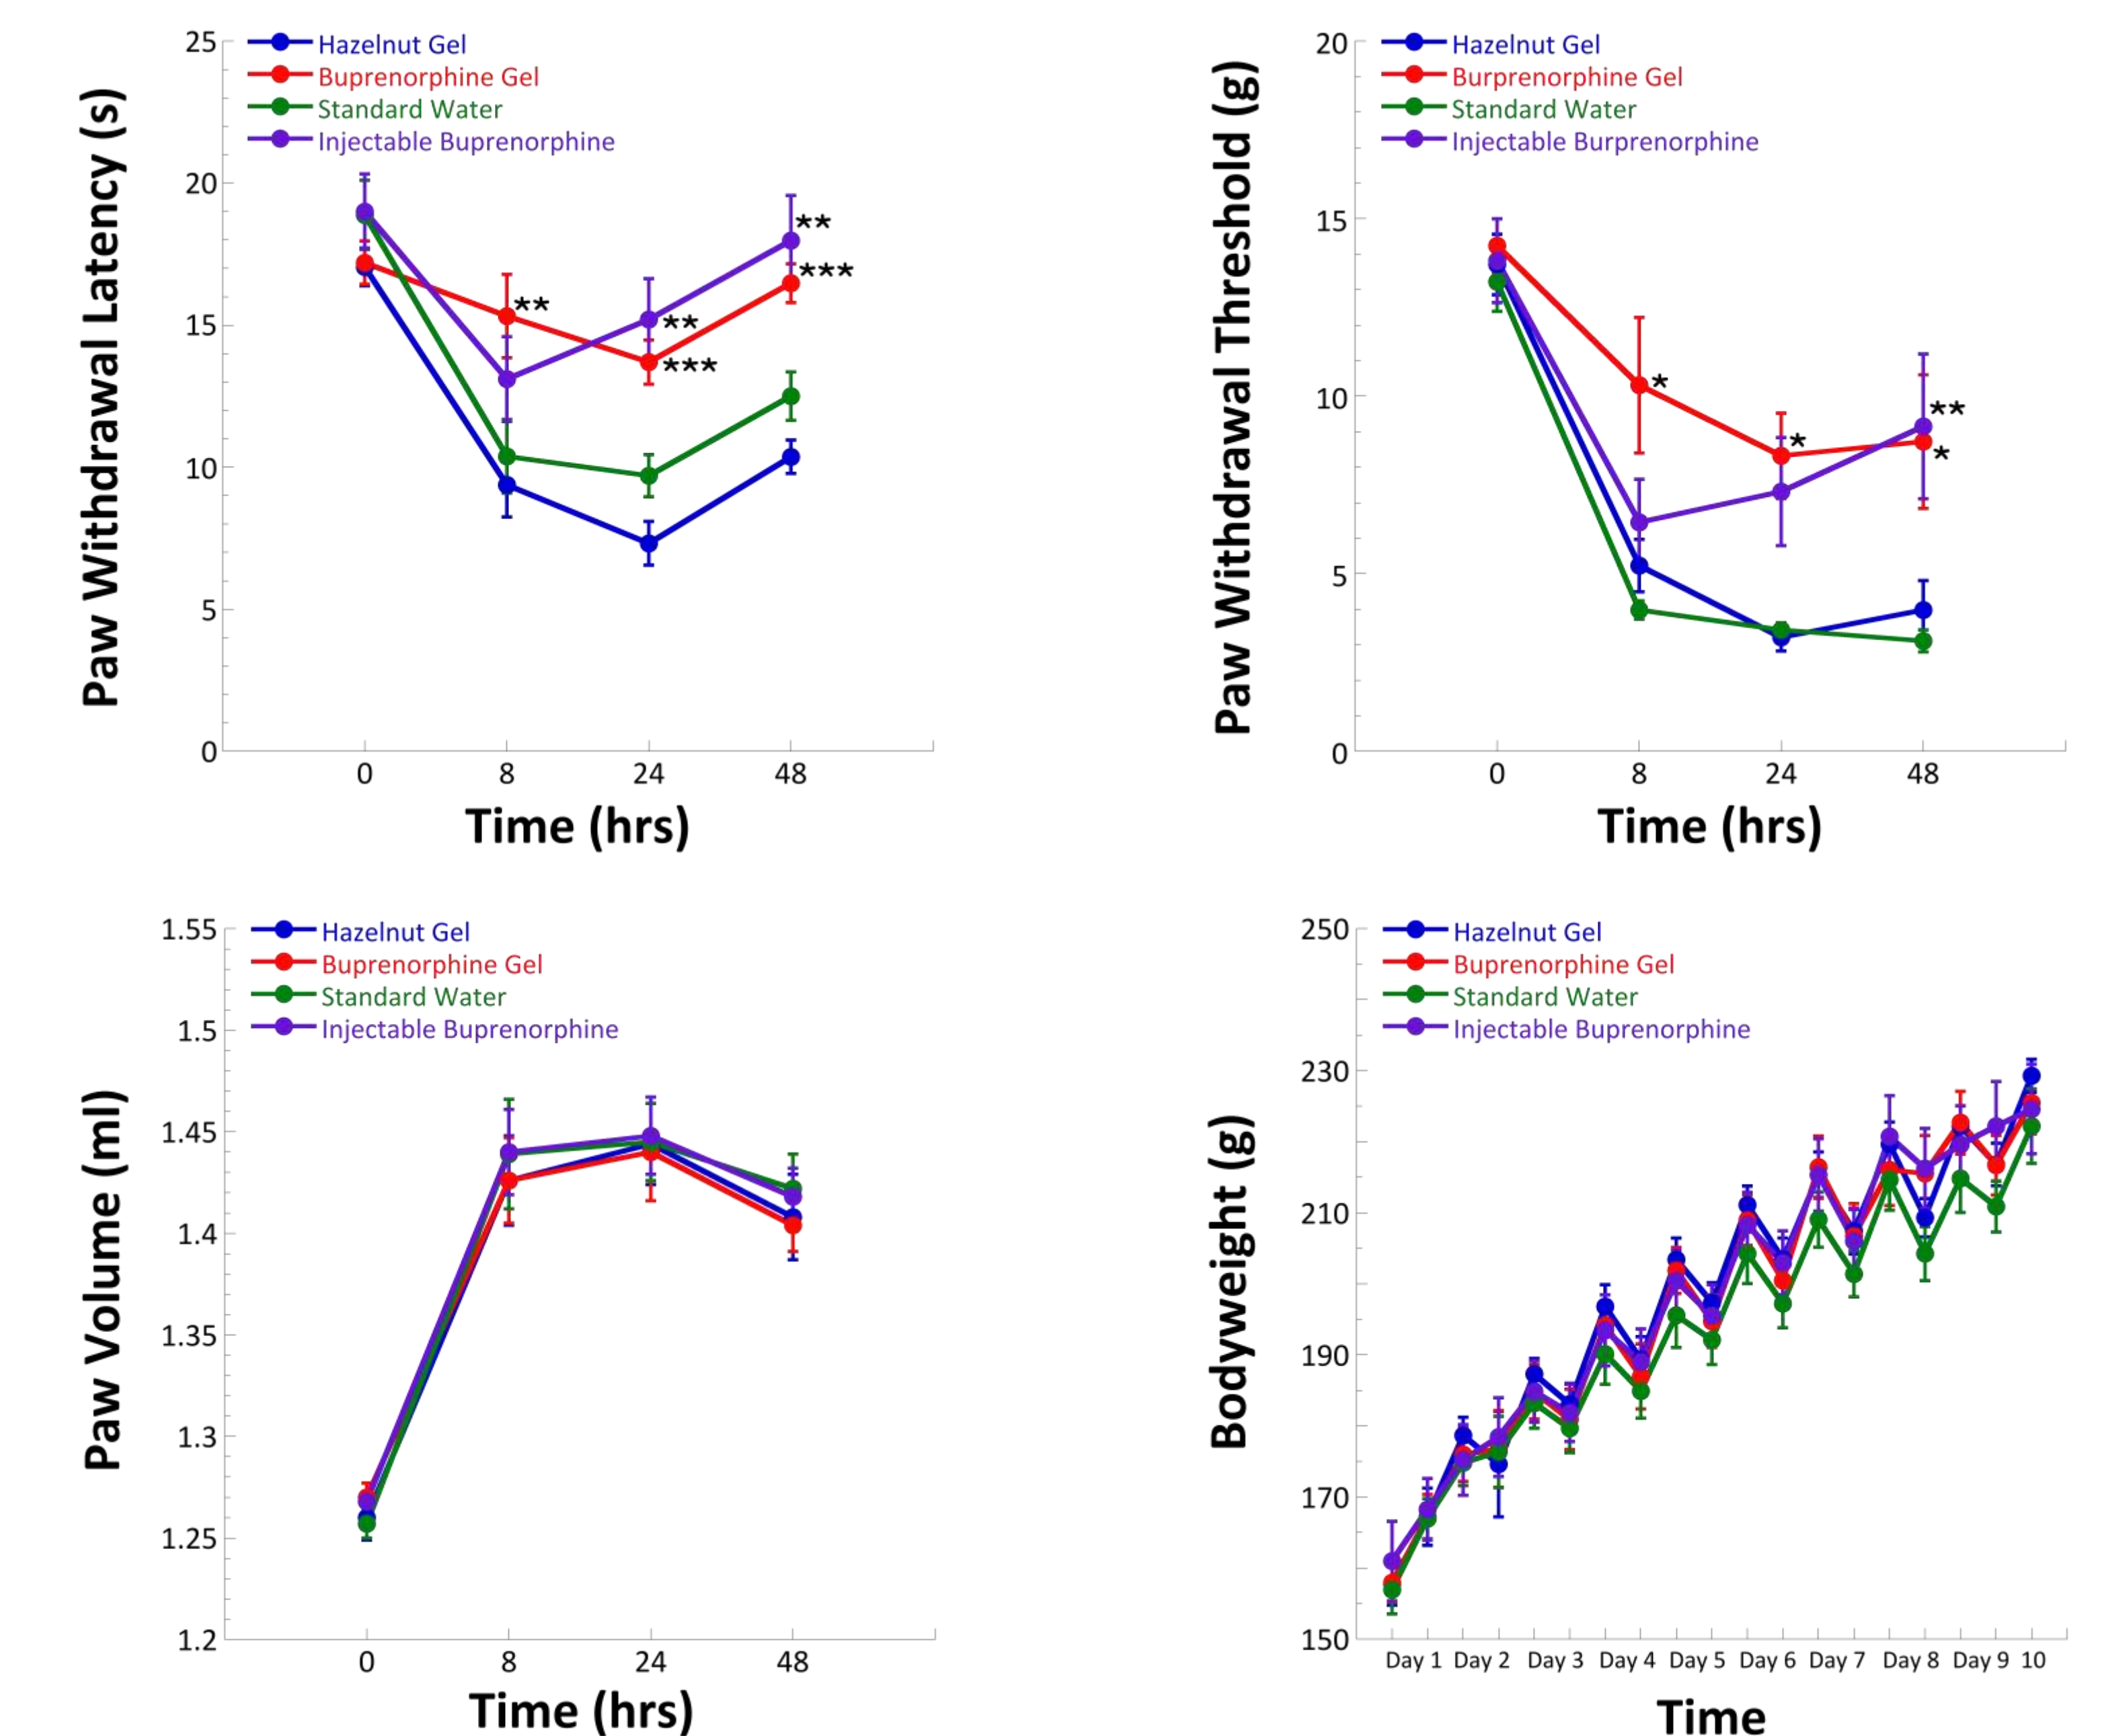 Paw Withdrawal Latency (s)
25
20
15
10
5
0
Hazelnut Gel
Buprenorphine Gel
Standard Water
Injectable Buprenorphine
**
**
***
**
***
0 8 24 48
Time (hrs)
Paw Withdrawal Threshold (g)
20
15
10
5
0
Hazelnut Gel
Burprenorphine Gel
Standard Water
Injectable Burprenorphine
*
*
**
*
0 8 24 48
Time (hrs)
Paw Volume (ml)
1.55
1.5
1.45
1.4
1.35
1.3
1.25
1.2
Hazelnut Gel
Buprenorphine Gel
Standard Water
Injectable Buprenorphine
0 8 24 48
Time (hrs)
Bodyweight (g)
250
230
210
190
170
150
Hazelnut Gel
Buprenorphine Gel
Standard Water
Injectable Buprenorphine
Day 1 Day 2 Day 3 Day 4 Day 5 Day 6 Day 7 Day 8 Day 9 10
Time